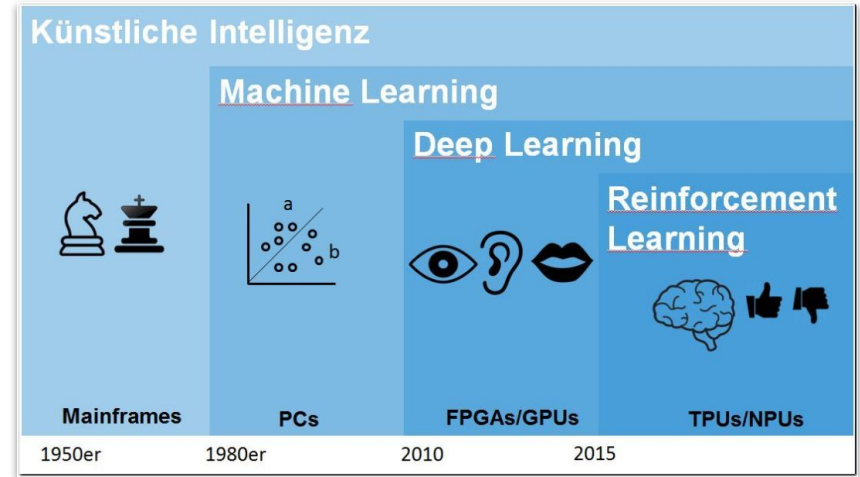 Künstliche Intelligenz
Machine Learning
Deep Learning
Reinforcement
Learning
a
b
Mainframes
PCs
FPGAs/GPUs
TPUs/NPUs
1950er
1980er
2010
2015